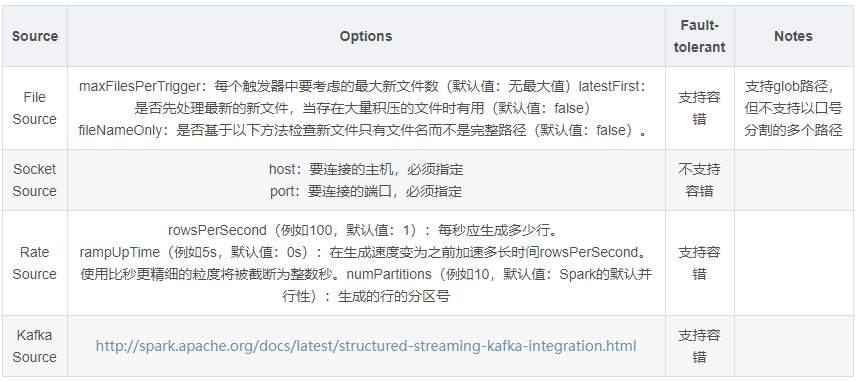 Source
Options
Fault-
tolerant
Notes
File
Source
maxFilesPerTrigger：每个触发器中要考虑的最大新文件数（默认值：无最大值）latestFirst：
是否先处理最新的新文件，当存在大量积压的文件时有用（默认值：false）
fileNameOnly：是否基于以下方法检查新文件只有文件名而不是完整路径（默认值：false）。
支持容
错
支持glob路径，
但不支持以口号
分割的多个路径
Socket
Source
host：要连接的主机，必须指定
port：要连接的端口，必须指定
不支持
容错
Rate
Source
rowsPerSecond（例如100，默认值：1）：每秒应生成多少行。
rampUpTime（例如5s，默认值：0s）：在生成速度变为之前加速多长时间rowsPerSecond。
使用比秒更精细的粒度将被截断为整数秒。numPartitions（例如10，默认值：Spark的默认并
行性）：生成的行的分区号
支持容
错
Kafka
Source
http://spark.apache.org/docs/latest/structured-streaming-kafka-integration.html
支持容
错